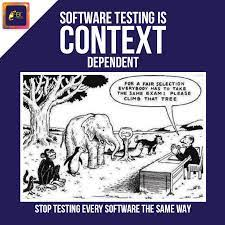 SOFTWARE TESTING IS
CONTEXT
DEPENDENT
FOR A FAIR SELECTION
EVERYBODY HAS TO TAKE
THE SAME EXAM: PLEASE
CLIMB THAT TREE
STOP TESTING EVERY SOFTWARE THE SAME WAY